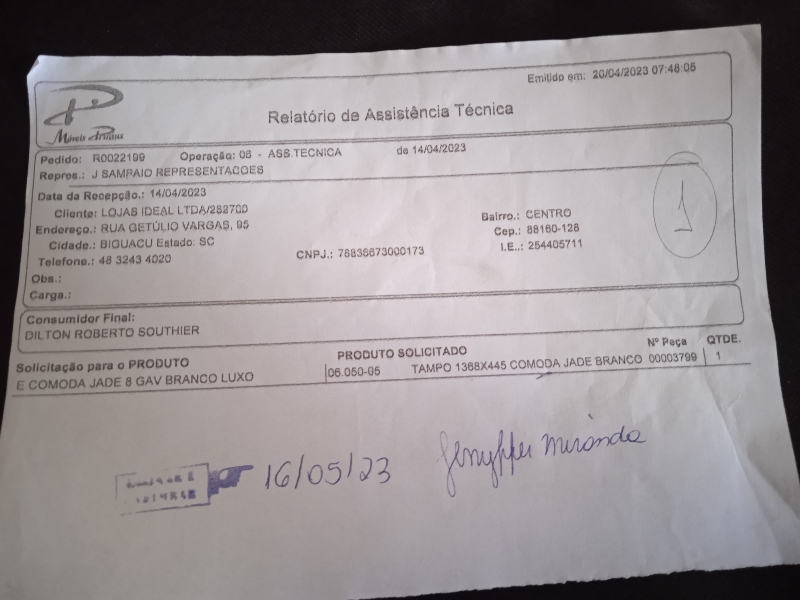 Emitido em: 20/04/2023 07:48:05
Relatório de Assistência Técnica
Móveis
Pedido: R0022199 Operação: 06 - ASS.TECNICA de 14/04/2023
Repres.: J SAMPAIO REPRESENTACOES
Data da Recepção.: 14/04/2023
Cliente: LOJAS IDEAL LTDA/282700 Bairro.: CENTRO
Endereço.: RUA GETÚLIO VARGAS, 95 Cep.: 88160-128
Cidade.: BIGUACU Estado: SC I.E.: 254405711
Telefone.: 48 3243 4020 CNPJ.: 76836673000173
1
Obs.:
Carga.:
Consumidor Final:
DILTON ROBERTO SOUTHIER
Solicitação para o PRODUTO PRODUTO SOLICITADO Nº Peça QTDE.
E COMODA JADE 8 GAV BRANCO LUXO 06.050-05 TAMPO 1368X445 COMODA JADE BRANCO 00003799 1
16/05/23 Jenypher Miranda